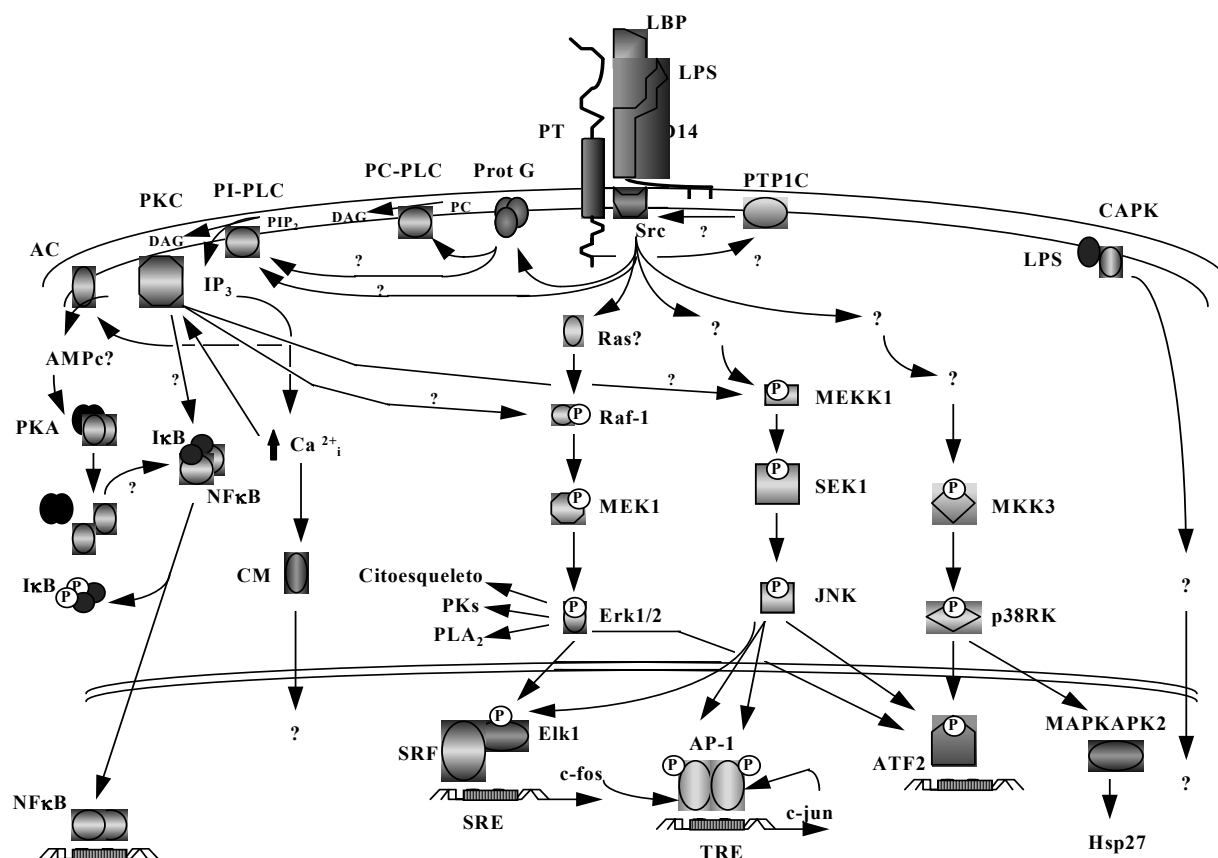 LBP
LPS
PT
D14
PC-PLC
Prot G
PTP1C
PI-PLC
PKC
CAPK
DAG
PC
PIP2
Src
?
AC
DAG
?
?
LPS
IP3
?
Ras?
?
?
AMPc?
?
?
?
?
MEKK1
P
PKA
IκB
Raf-1
P
Ca 2+i
?
NFκB
MEK1
P
SEK1
P
MKK3
P
IκB
P
P
CM
Citoesqueleto
PKs
PLA2
Erk1/2
P
JNK
P
p38RK
P
?
?
P
Elk1
SRF
AP-1
P
P
ATF2
P
MAPKAPK2
?
NFκB
c-fos
SRE
c-jun
TRE
Hsp27